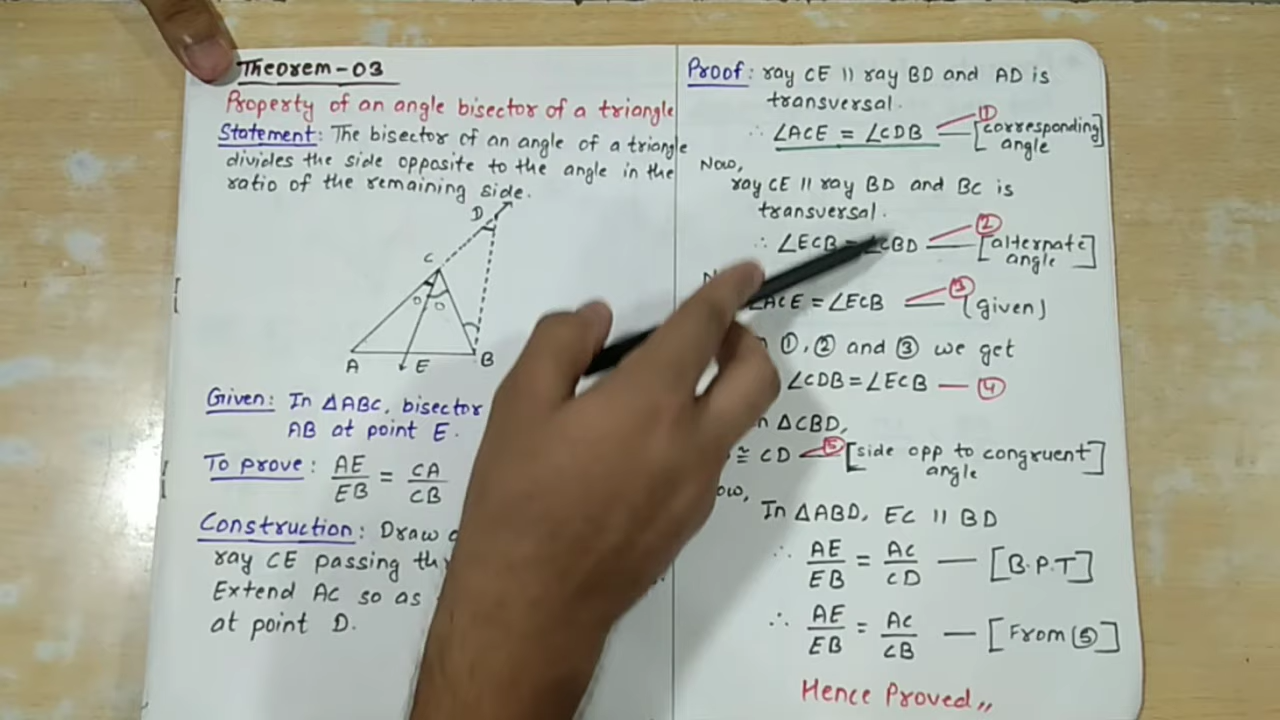 Theorem-03
Property of an angle bisector of a triangle
Statement: The bisector of an angle of a triangle
divides the side opposite to the angle in the
ratio of the remaining side.
D
C
A
E
B
Given: In △ABC, bisector
AB at point E.
To prove: AE/EB = CA/CB
Construction: Draw
ray CE passing
Extend AC so as
at point D.
Proof: ray CE || ray BD and AD is
transversal.
∴ ∠ACE = ∠CDB — ① [corresponding
angle]
Now,
ray CE || ray BD and BC is
transversal.
∴ ∠ECB = ∠CBD — ② [alternate
angle]
∠ACE = ∠ECB — ③ (given)
①, ② and ③ we get
∠CDB = ∠ECB — ④
△CBD,
≅ CD — ⑤ [side opp to congruent
angle]
In △ABD, EC || BD
∴ AE/EB = AC/CD — [B.P.T]
∴ AE/EB = AC/CB — [From ⑤]
Hence Proved,,